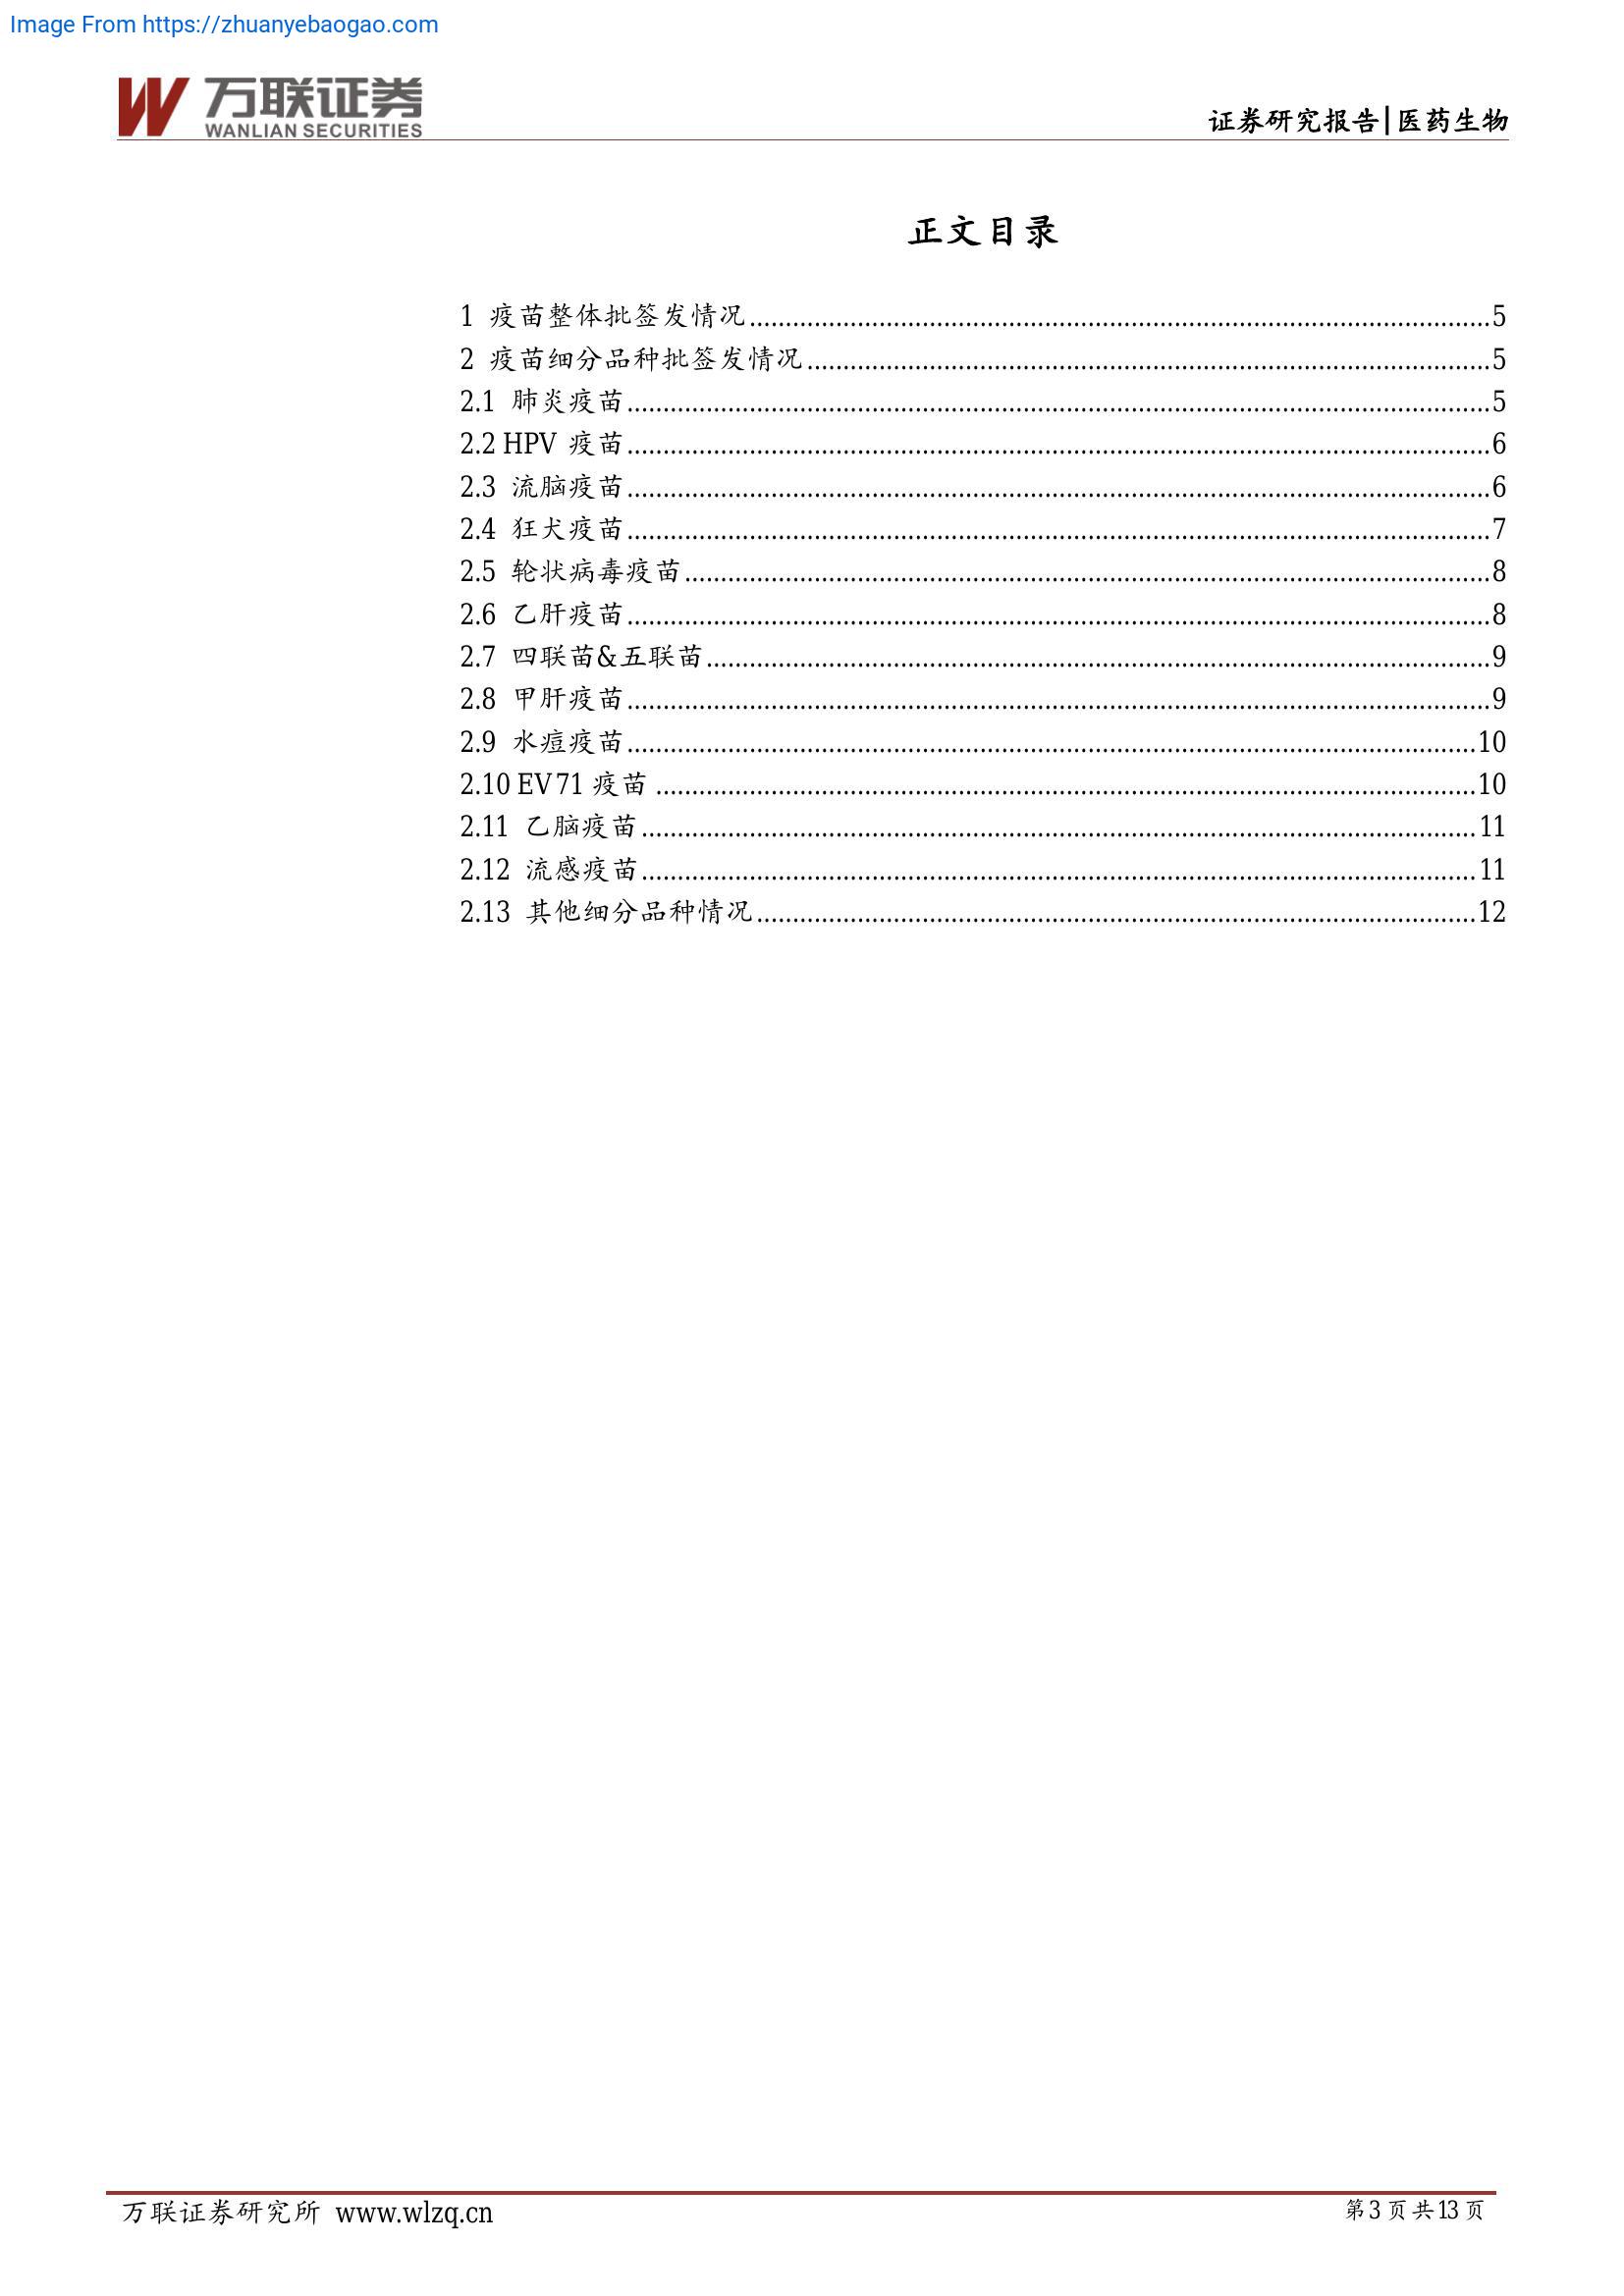 Image From https://zhuanyebaogao.com
万联证券
WANLIAN SECURITIES
证券研究报告|医药生物
正文目录
1 疫苗整体批签发情况........5
2 疫苗细分品种批签发情况........5
2.1 肺炎疫苗........5
2.2 HPV 疫苗........6
2.3 流脑疫苗........6
2.4 狂犬疫苗........7
2.5 轮状病毒疫苗........8
2.6 乙肝疫苗........8
2.7 四联苗&五联苗........9
2.8 甲肝疫苗........9
2.9 水痘疫苗........10
2.10 EV71 疫苗........10
2.11 乙脑疫苗........11
2.12 流感疫苗........11
2.13 其他细分品种情况........12
万联证券研究所 www.wlzq.cn
第 3 页 共 13 页